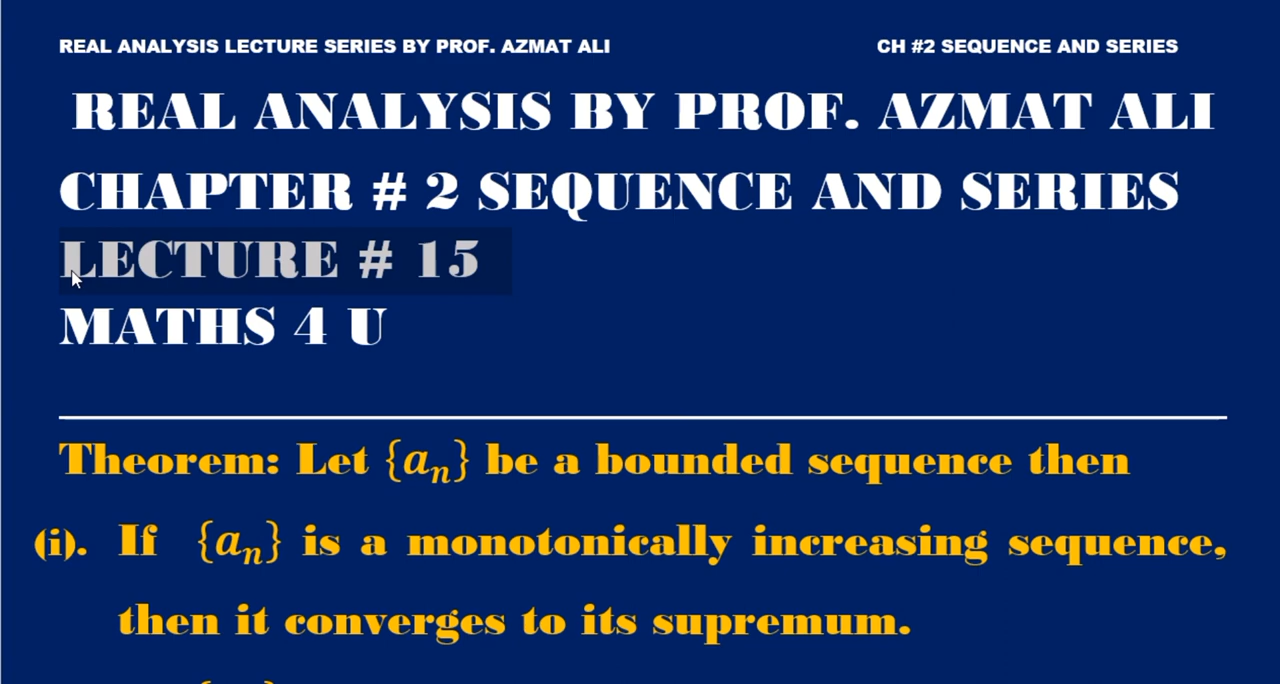 REAL ANALYSIS LECTURE SERIES BY PROF. AZMAT ALI CH #2 SEQUENCE AND SERIES
REAL ANALYSIS BY PROF. AZMAT ALI
CHAPTER # 2 SEQUENCE AND SERIES
LECTURE # 15
MATHS 4 U
Theorem: Let {aₙ} be a bounded sequence then
(i). If {aₙ} is a monotonically increasing sequence,
then it converges to its supremum.